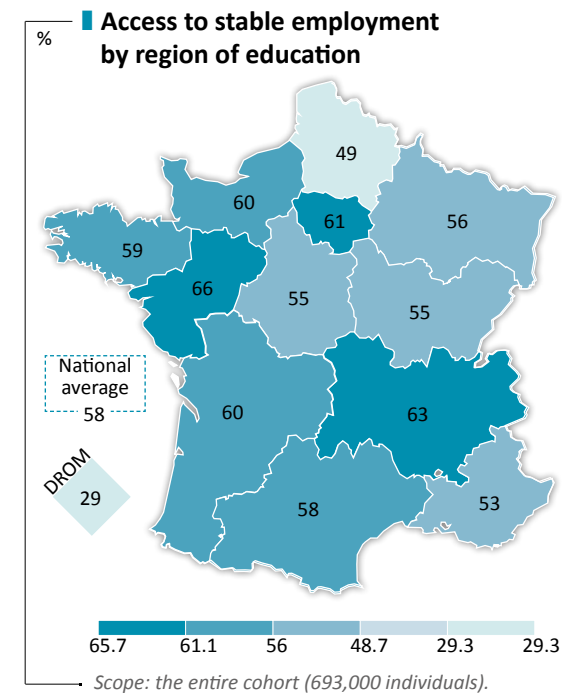 Access to stable employment
by region of education
%
49
60
61
56
59
66
55
55
National
average
58
60
63
DROM
29
58
53
65.7 61.1 56 48.7 29.3 29.3
Scope: the entire cohort (693,000 individuals).